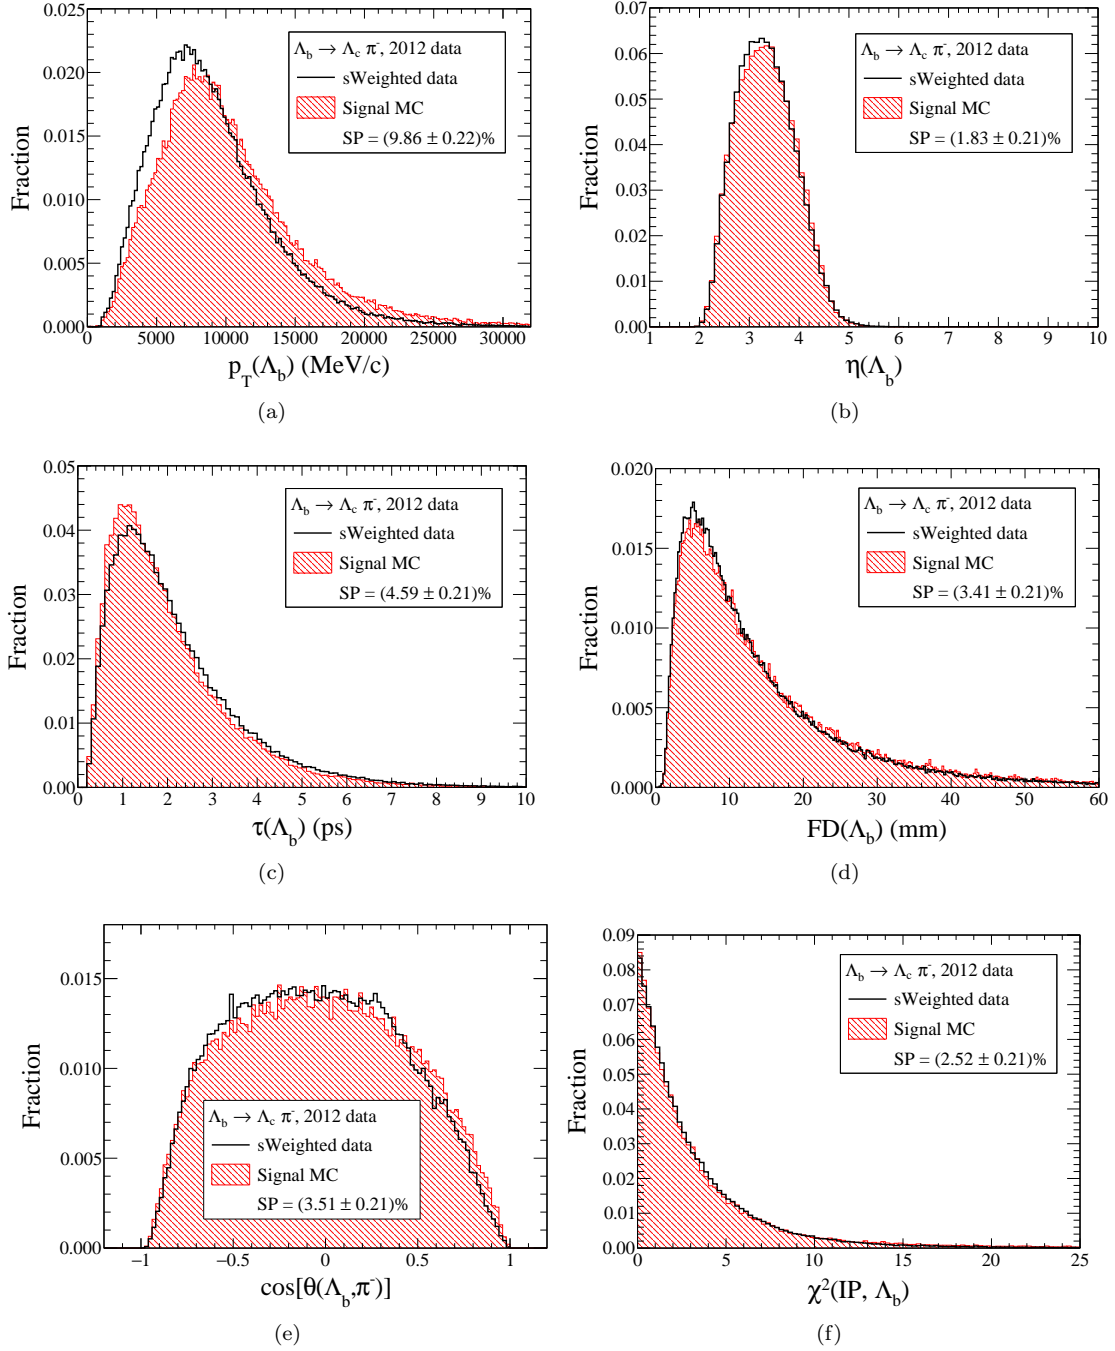 0.025
0.020
0.015
0.010
0.005
0.000
Fraction
Λb → Λc π-, 2012 data
sWeighted data
Signal MC
SP = (9.86 ± 0.22)%
0 5000 10000 15000 20000 25000 30000
pT(Λb) (MeV/c)
(a)
0.07
0.06
0.05
0.04
0.03
0.02
0.01
0.00
Fraction
Λb → Λc π-, 2012 data
sWeighted data
Signal MC
SP = (1.83 ± 0.21)%
1 2 3 4 5 6 7 8 9 10
η(Λb)
(b)
0.05
0.04
0.03
0.02
0.01
0.00
Fraction
Λb → Λc π-, 2012 data
sWeighted data
Signal MC
SP = (4.59 ± 0.21)%
0 1 2 3 4 5 6 7 8 9 10
τ(Λb) (ps)
(c)
0.020
0.015
0.010
0.005
0.000
Fraction
Λb → Λc π-, 2012 data
sWeighted data
Signal MC
SP = (3.41 ± 0.21)%
0 10 20 30 40 50 60
FD(Λb) (mm)
(d)
0.015
0.010
0.005
0.000
Fraction
Λb → Λc π-, 2012 data
sWeighted data
Signal MC
SP = (3.51 ± 0.21)%
−1 −0.5 0 0.5 1
cos[θ(Λb,π-)]
(e)
0.09
0.08
0.07
0.06
0.05
0.04
0.03
0.02
0.01
0.00
Fraction
Λb → Λc π-, 2012 data
sWeighted data
Signal MC
SP = (2.52 ± 0.21)%
0 5 10 15 20 25
χ2(IP, Λb)
(f)